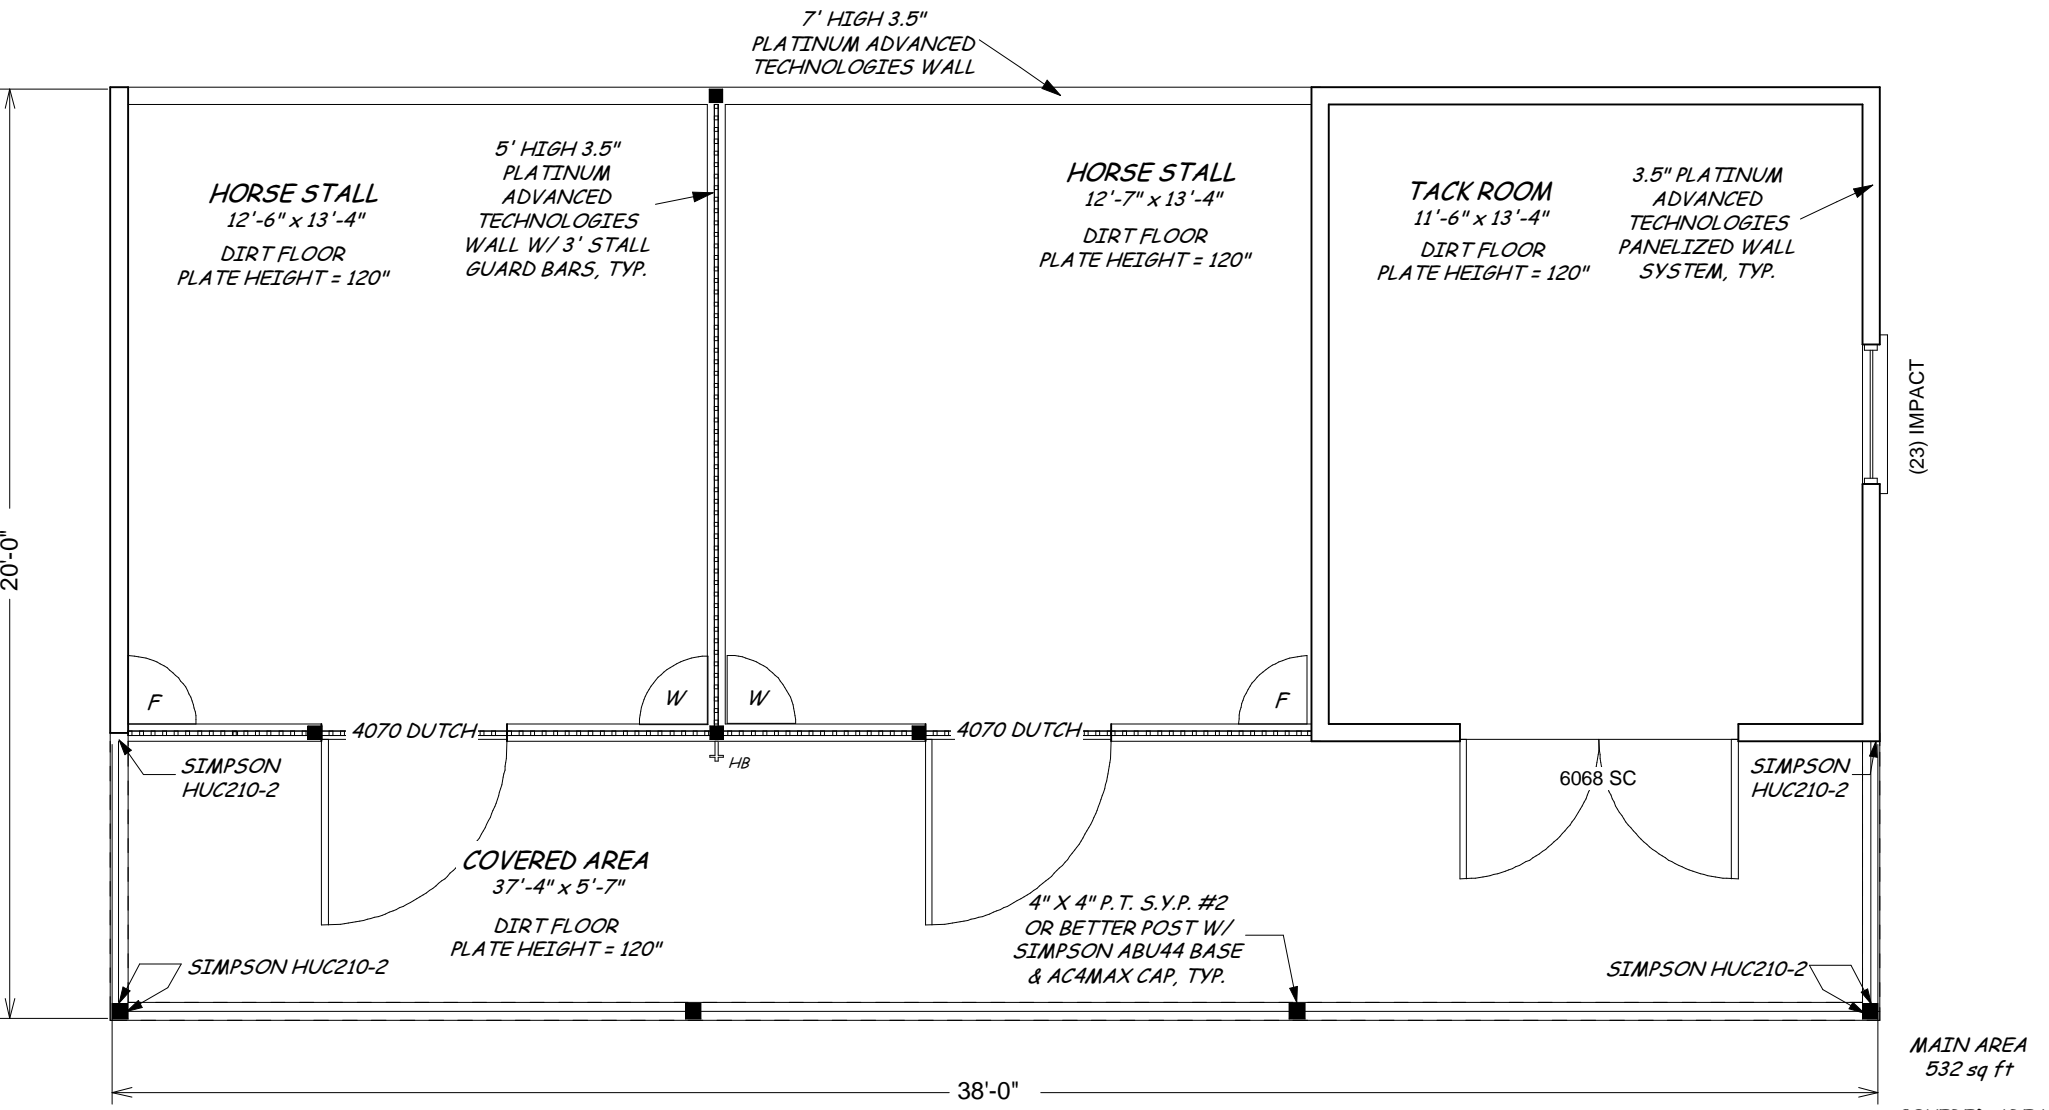 7' HIGH 3.5"
PLATINUM ADVANCED
TECHNOLOGIES WALL
5' HIGH 3.5"
PLATINUM
ADVANCED
TECHNOLOGIES
WALL W/ 3' STALL
GUARD BARS, TYP.
HORSE STALL
12'-6" x 13'-4"
DIRT FLOOR
PLATE HEIGHT = 120"
HORSE STALL
12'-7" x 13'-4"
DIRT FLOOR
PLATE HEIGHT = 120"
TACK ROOM
11'-6" x 13'-4"
DIRT FLOOR
PLATE HEIGHT = 120"
3.5" PLATINUM
ADVANCED
TECHNOLOGIES
PANELIZED WALL
SYSTEM, TYP.
(23) IMPACT
20'-0"
F
W
W
F
4070 DUTCH
4070 DUTCH
HB
SIMPSON
HUC210-2
6068 SC
SIMPSON
HUC210-2
COVERED AREA
37'-4" x 5'-7"
DIRT FLOOR
PLATE HEIGHT = 120"
4" X 4" P.T. S.Y.P. #2
OR BETTER POST W/
SIMPSON ABU44 BASE
& AC4MAX CAP, TYP.
SIMPSON HUC210-2
SIMPSON HUC210-2
38'-0"
MAIN AREA
532 sq ft